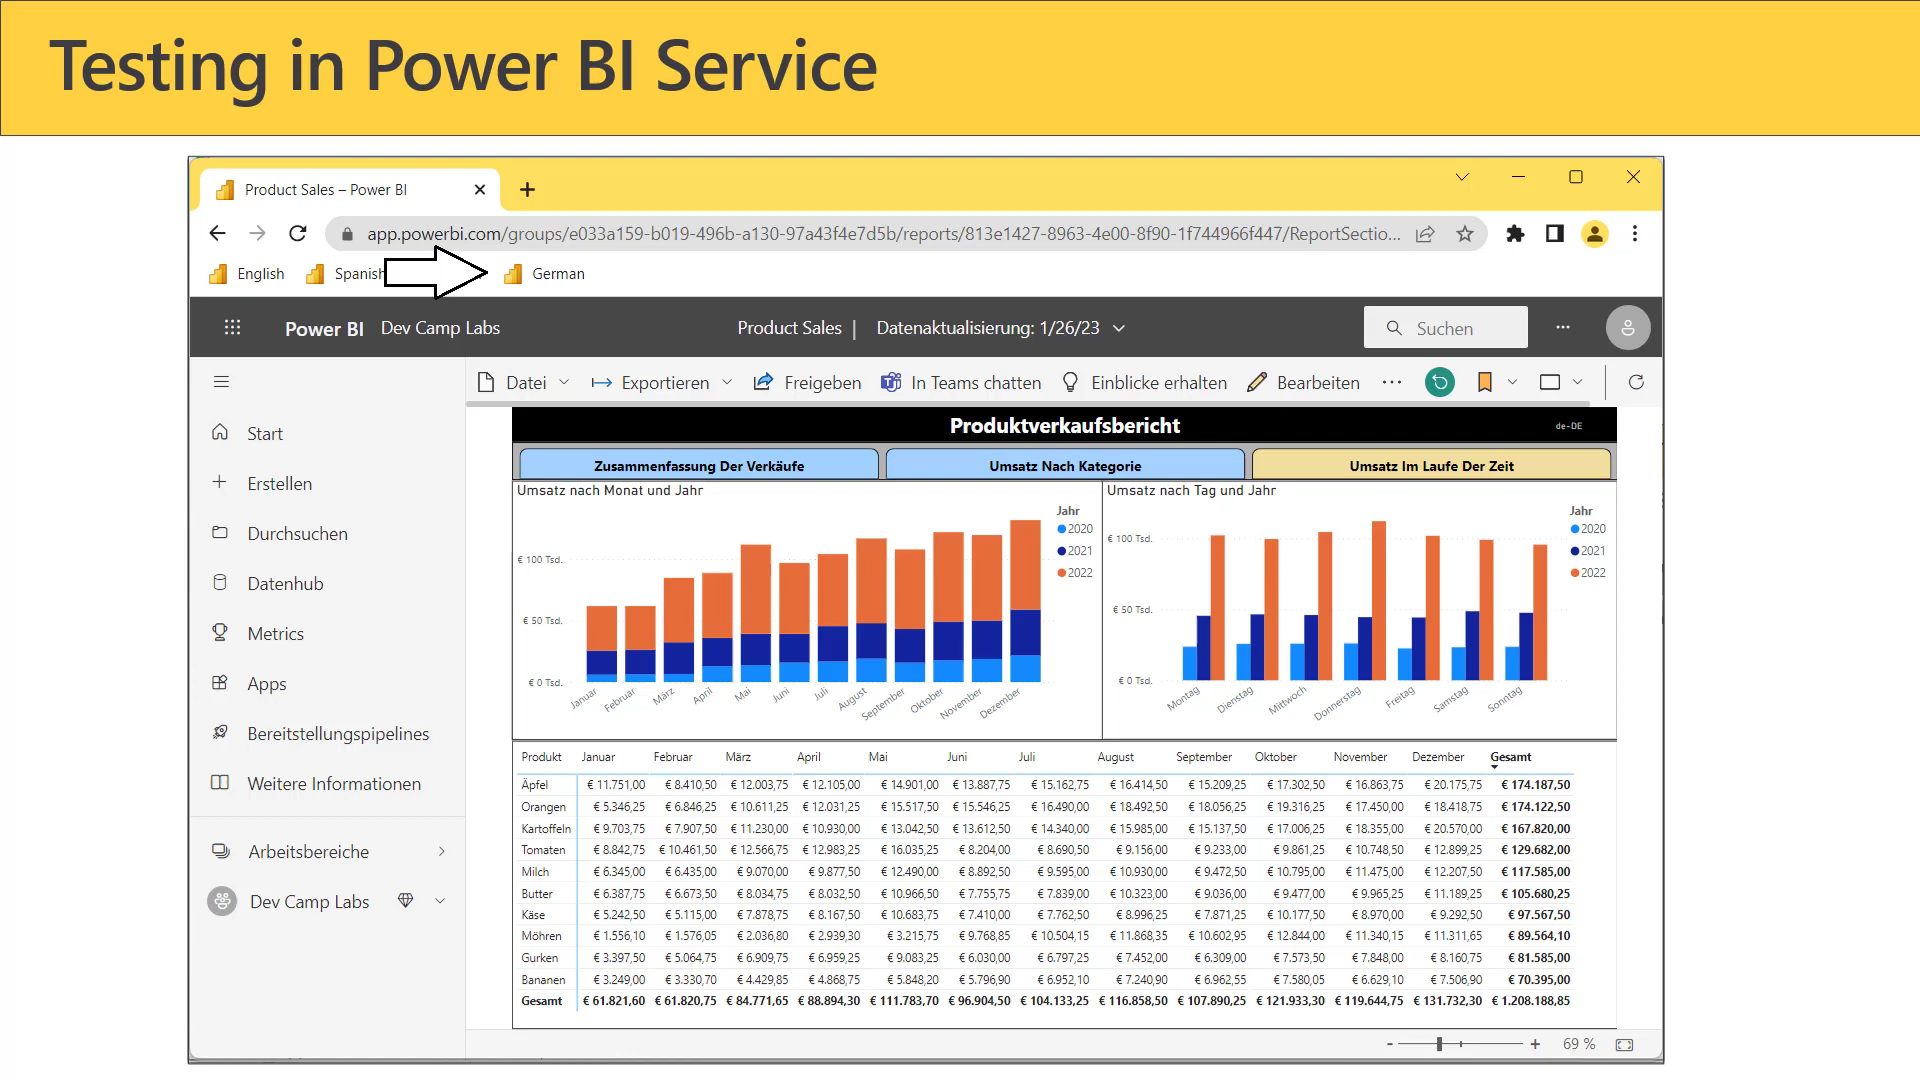 Testing in Power BI Service
Product Sales – Power BI
app.powerbi.com/groups/e033a159-b019-496b-a130-97a43f4e7d5b/reports/813e1427-8963-4e00-8f90-1f744966f447/ReportSectio...
English Spanish German
Power BI Dev Camp Labs Product Sales | Datenaktualisierung: 1/26/23 Suchen
Datei Exportieren Freigeben In Teams chatten Einblicke erhalten Bearbeiten
Start
Erstellen
Durchsuchen
Datenhub
Metrics
Apps
Bereitstellungspipelines
Weitere Informationen
Arbeitsbereiche
Dev Camp Labs
Produktverkaufsbericht de-DE
Zusammenfassung Der Verkäufe Umsatz Nach Kategorie Umsatz Im Laufe Der Zeit
Umsatz nach Monat und Jahr
Jahr
2020
2021
2022
€ 100 Tsd.
€ 50 Tsd.
€ 0 Tsd.
Januar Februar März April Mai Juni Juli August September Oktober November Dezember
Umsatz nach Tag und Jahr
Jahr
2020
2021
2022
€ 100 Tsd.
€ 50 Tsd.
€ 0 Tsd.
Montag Dienstag Mittwoch Donnerstag Freitag Samstag Sonntag
Produkt Januar Februar März April Mai Juni Juli August September Oktober November Dezember Gesamt
Äpfel € 11.751,00 € 8.410,50 € 12.003,75 € 12.105,00 € 14.901,00 € 13.887,75 € 15.162,75 € 16.414,50 € 15.209,25 € 17.302,50 € 16.863,75 € 20.175,75 € 174.187,50
Orangen € 5.346,25 € 6.846,25 € 10.611,25 € 12.031,25 € 15.517,50 € 15.546,25 € 16.490,00 € 18.492,50 € 18.056,25 € 19.316,25 € 17.450,00 € 18.418,75 € 174.122,50
Kartoffeln € 9.703,75 € 7.907,50 € 11.230,00 € 10.930,00 € 13.042,50 € 13.612,50 € 14.340,00 € 15.985,00 € 15.137,50 € 17.006,25 € 18.355,00 € 20.570,00 € 167.820,00
Tomaten € 8.842,75 € 10.461,50 € 12.566,75 € 12.983,25 € 16.035,25 € 8.204,00 € 8.690,50 € 9.156,00 € 9.233,00 € 9.861,25 € 10.748,50 € 12.899,25 € 129.682,00
Milch € 6.345,00 € 6.435,00 € 9.070,00 € 9.877,50 € 12.490,00 € 8.892,50 € 9.595,00 € 10.930,00 € 9.472,50 € 10.795,00 € 11.475,00 € 12.207,50 € 117.585,00
Butter € 6.387,75 € 6.673,50 € 8.034,75 € 8.032,50 € 10.966,50 € 7.755,75 € 7.839,00 € 10.323,00 € 9.036,00 € 9.477,00 € 9.965,25 € 11.189,25 € 105.680,25
Käse € 5.242,50 € 5.115,00 € 7.878,75 € 8.167,50 € 10.683,75 € 7.410,00 € 7.762,50 € 8.996,25 € 7.871,25 € 10.177,50 € 8.970,00 € 9.292,50 € 97.567,50
Möhren € 1.556,10 € 1.576,05 € 2.036,80 € 2.939,30 € 3.215,75 € 9.768,85 € 10.504,15 € 11.868,35 € 10.602,95 € 12.844,00 € 11.340,15 € 11.311,65 € 89.564,10
Gurken € 3.397,50 € 5.064,75 € 6.909,75 € 6.959,25 € 9.083,25 € 6.030,00 € 6.797,25 € 7.452,00 € 6.309,00 € 7.573,50 € 7.848,00 € 8.160,75 € 81.585,00
Bananen € 3.249,00 € 3.330,70 € 4.429,85 € 4.868,75 € 5.848,20 € 5.796,90 € 6.952,10 € 7.240,90 € 6.962,55 € 7.580,05 € 6.629,10 € 7.506,90 € 70.395,00
Gesamt € 61.821,60 € 61.820,75 € 84.771,65 € 88.894,30 € 111.783,70 € 96.904,50 € 104.133,25 € 116.858,50 € 107.890,25 € 121.933,30 € 119.644,75 € 131.732,30 € 1.208.188,85
69 %